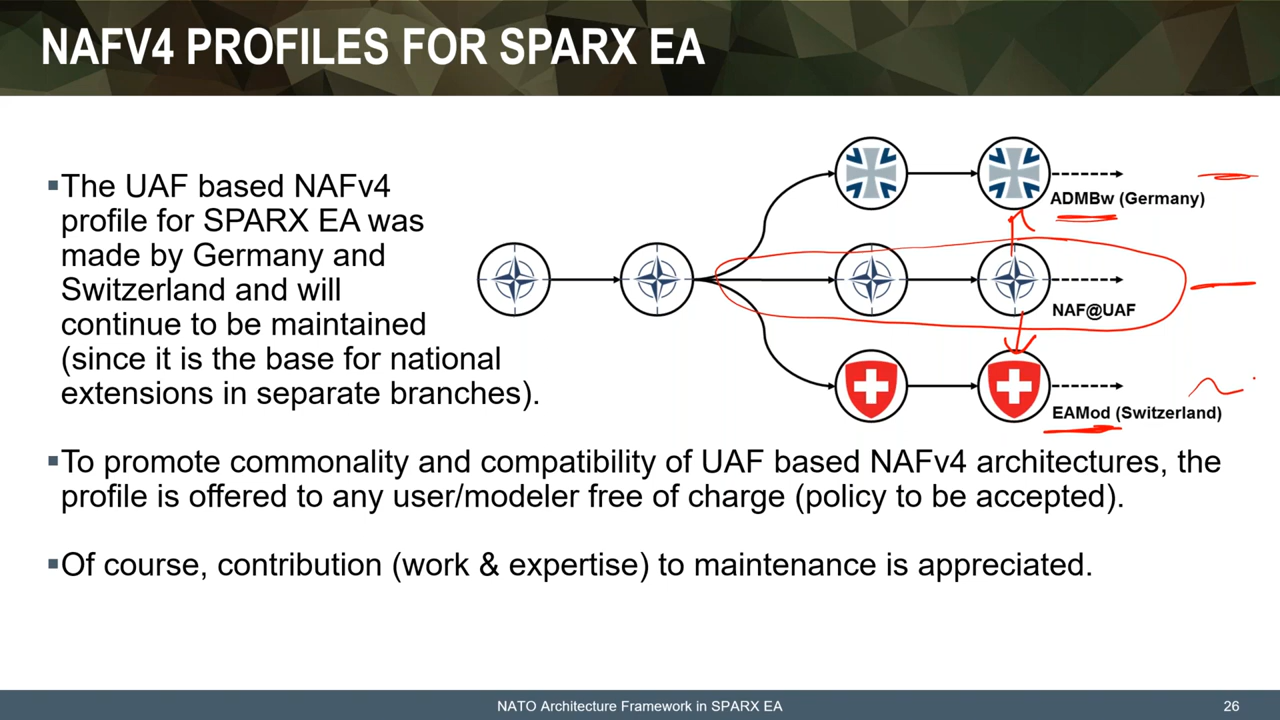 NAFV4 PROFILES FOR SPARX EA
▪The UAF based NAFv4
profile for SPARX EA was
made by Germany and
Switzerland and will
continue to be maintained
(since it is the base for national
extensions in separate branches).
ADMBw (Germany)
NAF@UAF
EAMod (Switzerland)
▪To promote commonality and compatibility of UAF based NAFv4 architectures, the
profile is offered to any user/modeler free of charge (policy to be accepted).
▪Of course, contribution (work & expertise) to maintenance is appreciated.
NATO Architecture Framework in SPARX EA
26